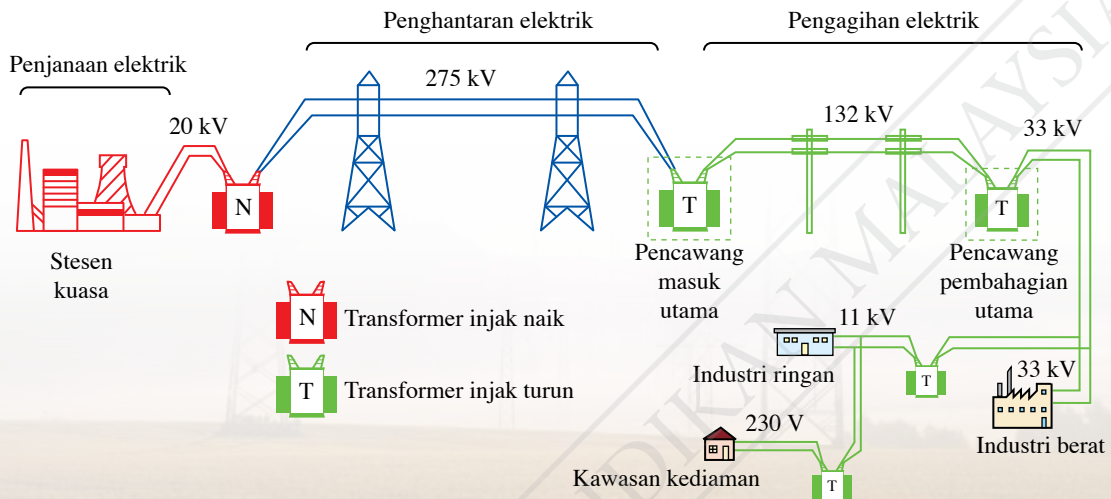 Penghantaran elektrik
Pengagihan elektrik
Penjanaan elektrik
275 kV
20 kV
132 kV
33 kV
N
T
T
Stesen
kuasa
Pencawang
masuk
utama
Pencawang
pembahagian
utama
N
Transformer injak naik
T
Transformer injak turun
11 kV
Industri ringan
T
33 kV
Industri berat
230 V
Kawasan kediaman
T
DIKAN MALAYSIA